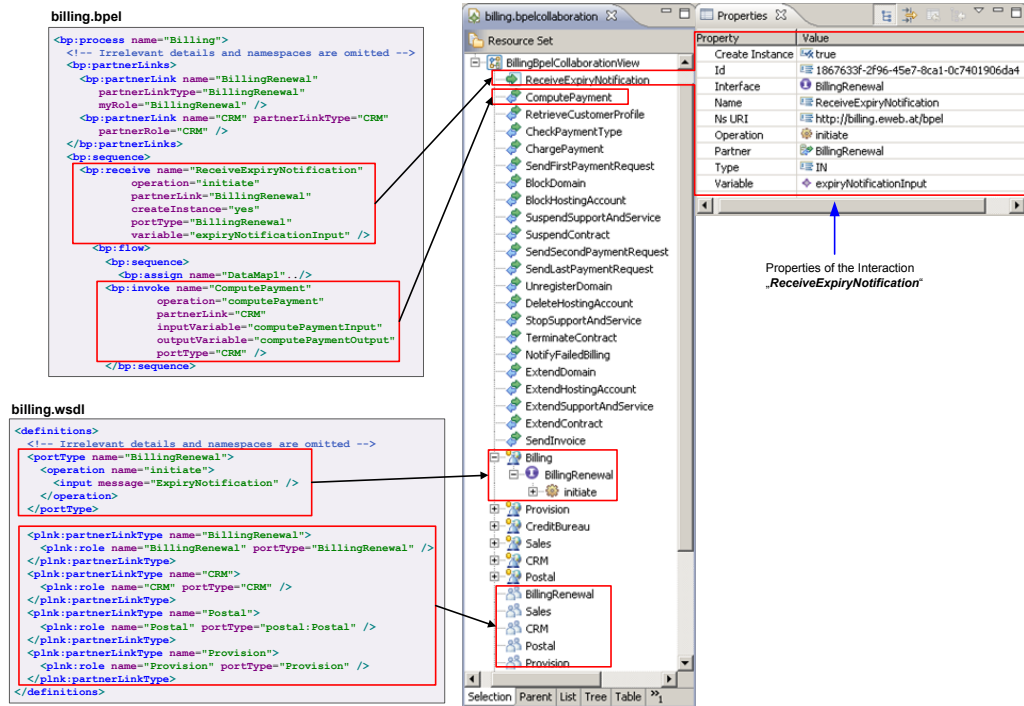 billing.bpel
<bp:process name="Billing">
<!-- Irrelevant details and namespaces are omitted -->
<bp:partnerLinks>
<bp:partnerLink name="BillingRenewal"
partnerLinkType="BillingRenewal"
myRole="BillingRenewal" />
<bp:partnerLink name="CRM" partnerLinkType="CRM"
partnerRole="CRM" />
</bp:partnerLinks>
<bp:sequence>
<bp:receive name="ReceiveExpiryNotification"
operation="initiate"
partnerLink="BillingRenewal"
createInstance="yes"
portType="BillingRenewal"
variable="expiryNotificationInput" />
<bp:flow>
<bp:sequence>
<bp:assign name="DataMap1"../>
<bp:invoke name="ComputePayment"
operation="computePayment"
partnerLink="CRM"
inputVariable="computePaymentInput"
outputVariable="computePaymentOutput"
portType="CRM" />
</bp:sequence>
billing.wsdl
<definitions>
<!-- Irrelevant details and namespaces are omitted -->
<portType name="BillingRenewal">
<operation name="initiate">
<input message="ExpiryNotification" />
</operation>
</portType>
<plnk:partnerLinkType name="BillingRenewal">
<plnk:role name="BillingRenewal" portType="BillingRenewal" />
</plnk:partnerLinkType>
<plnk:partnerLinkType name="CRM">
<plnk:role name="CRM" portType="CRM" />
</plnk:partnerLinkType>
<plnk:partnerLinkType name="Postal">
<plnk:role name="Postal" portType="postal:Postal" />
</plnk:partnerLinkType>
<plnk:partnerLinkType name="Provision">
<plnk:role name="Provision" portType="Provision" />
</plnk:partnerLinkType>
</definitions>
billing.bpelcollaboration
Resource Set
BillingBpelCollaborationView
ReceiveExpiryNotification
ComputePayment
RetrieveCustomerProfile
CheckPaymentType
ChargePayment
SendFirstPaymentRequest
BlockDomain
BlockHostingAccount
SuspendSupportAndService
SuspendContract
SendSecondPaymentRequest
SendLastPaymentRequest
UnregisterDomain
DeleteHostingAccount
StopSupportAndService
TerminateContract
NotifyFailedBilling
ExtendDomain
ExtendHostingAccount
ExtendSupportAndService
ExtendContract
SendInvoice
Billing
BillingRenewal
initiate
Provision
CreditBureau
Sales
CRM
Postal
BillingRenewal
Sales
CRM
Postal
Provision
Selection Parent List Tree Table »1
Properties
Property Value
Create Instance true
Id 1867633f-2f96-45e7-8ca1-0c7401906da4
Interface BillingRenewal
Name ReceiveExpiryNotification
Ns URI http://billing.eweb.at/bpel
Operation initiate
Partner BillingRenewal
Type IN
Variable expiryNotificationInput
Properties of the Interaction
„ReceiveExpiryNotification“